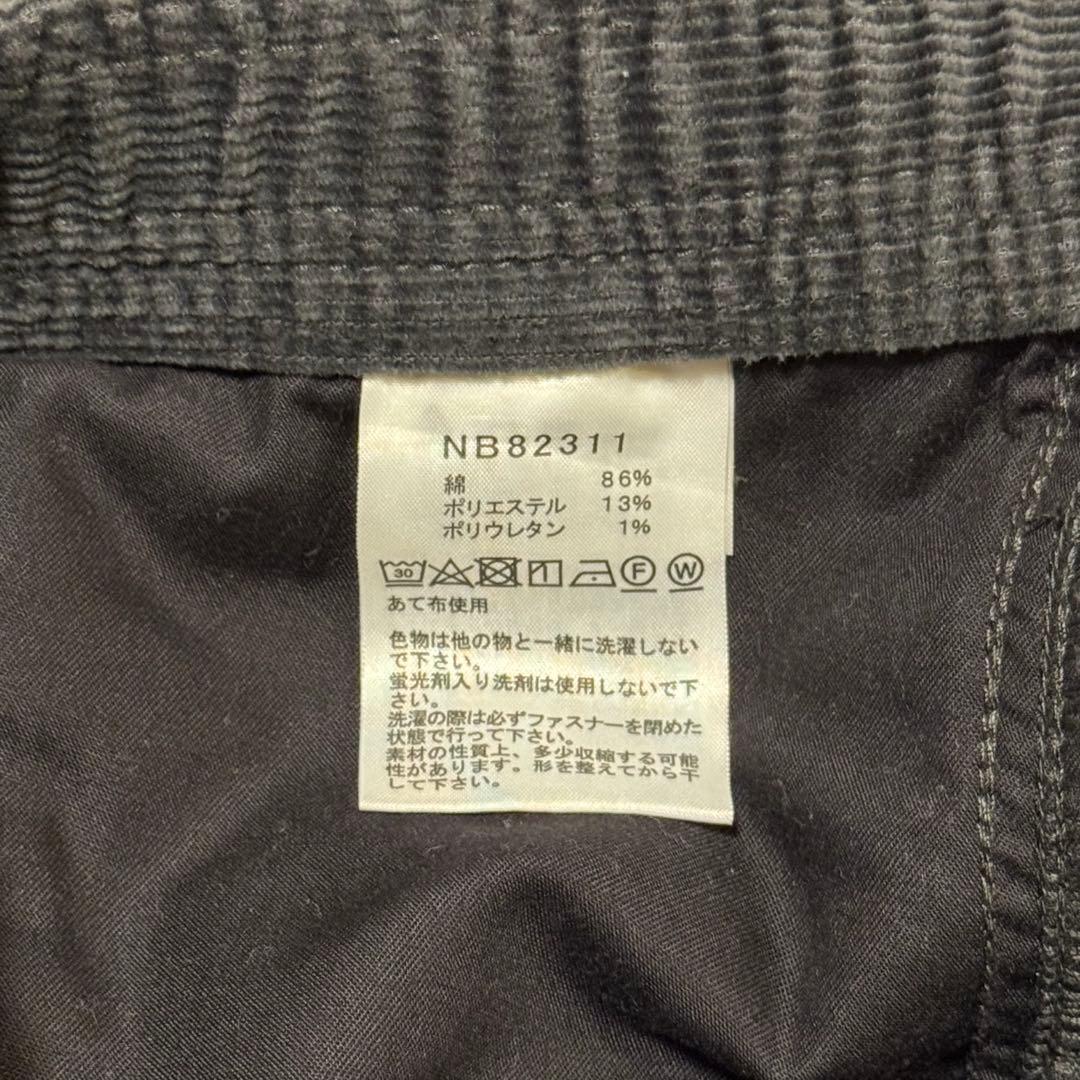 NB82311
綿 86%
ポリエステル 13%
ポリウレタン 1%
30 1 F W
あて布使用
色物は他の物と一緒に洗濯しない
で下さい。
蛍光剤入り洗剤は使用しないで下
さい。
洗濯の際は必ずファスナーを閉めた
状態で行って下さい。
素材の性質上、多少収縮する可能
性があります。形を整えてから干
して下さい。